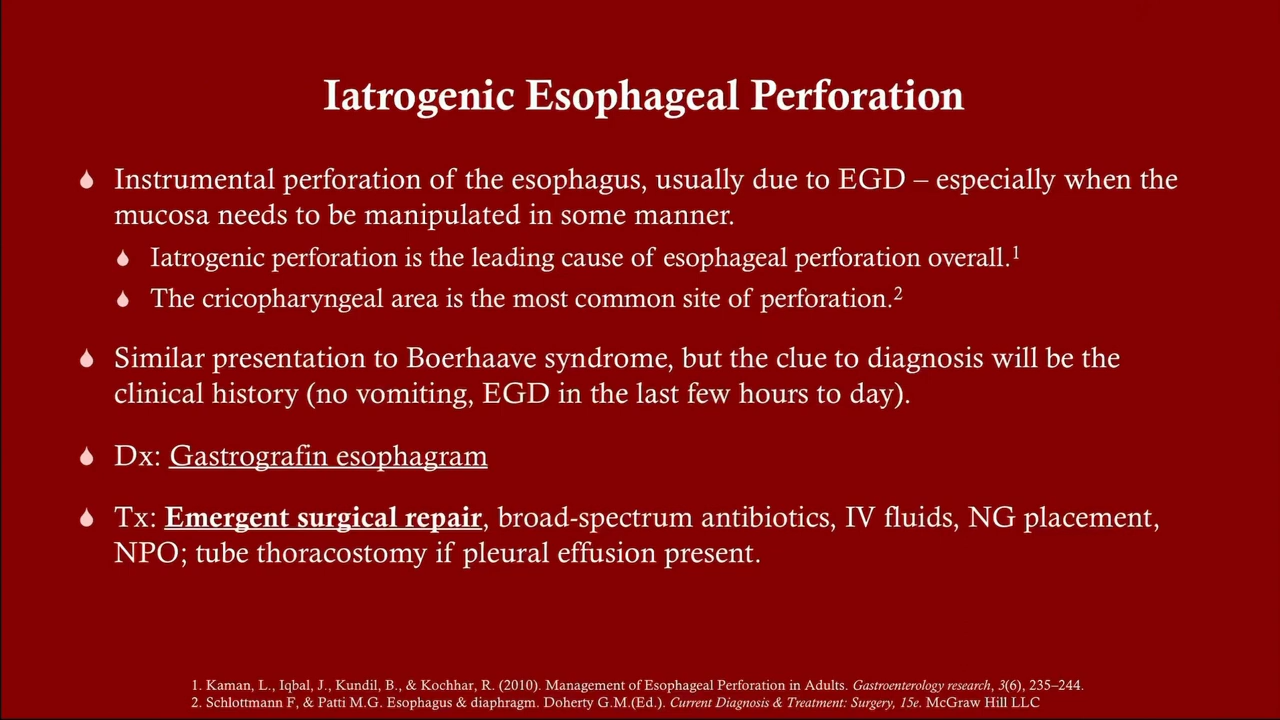 Iatrogenic Esophageal Perforation
Instrumental perforation of the esophagus, usually due to EGD – especially when the
mucosa needs to be manipulated in some manner.
Iatrogenic perforation is the leading cause of esophageal perforation overall.1
The cricopharyngeal area is the most common site of perforation.2
Similar presentation to Boerhaave syndrome, but the clue to diagnosis will be the
clinical history (no vomiting, EGD in the last few hours to day).
Dx: Gastrografin esophagram
Tx: Emergent surgical repair, broad-spectrum antibiotics, IV fluids, NG placement,
NPO; tube thoracostomy if pleural effusion present.
1. Kaman, L., Iqbal, J., Kundil, B., & Kochhar, R. (2010). Management of Esophageal Perforation in Adults. Gastroenterology research, 3(6), 235–244.
2. Schlottmann F, & Patti M.G. Esophagus & diaphragm. Doherty G.M.(Ed.). Current Diagnosis & Treatment: Surgery, 15e. McGraw Hill LLC